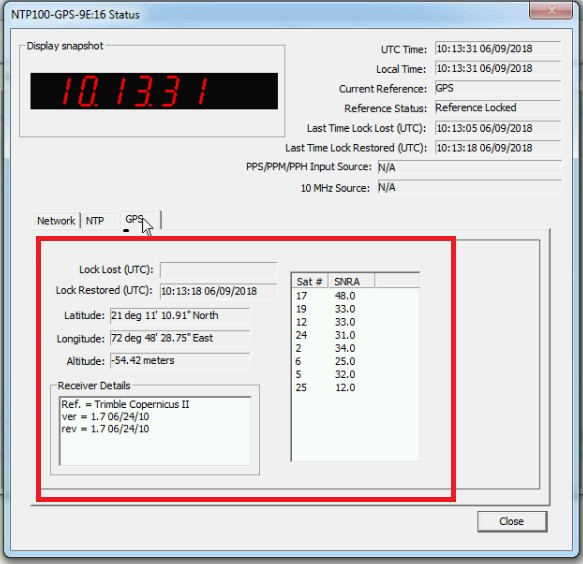 NTP100-GPS-9E:16 Status
Display snapshot
10.13.31
UTC Time: 10:13:31 06/09/2018
Local Time: 10:13:31 06/09/2018
Current Reference: GPS
Reference Status: Reference Locked
Last Time Lock Lost (UTC): 10:13:05 06/09/2018
Last Time Lock Restored (UTC): 10:13:18 06/09/2018
PPS/PPM/PPH Input Source: N/A
10 MHz Source: N/A
Network NTP GPS
Lock Lost (UTC):
Lock Restored (UTC): 10:13:18 06/09/2018
Latitude: 21 deg 11' 10.91" North
Longitude: 72 deg 48' 28.75" East
Altitude: -54.42 meters
Receiver Details
Ref. = Trimble Copernicus II
ver = 1.7 06/24/10
rev = 1.7 06/24/10
Sat # SNRA
17 48.0
19 33.0
12 33.0
24 31.0
2 34.0
6 25.0
5 32.0
25 12.0
Close